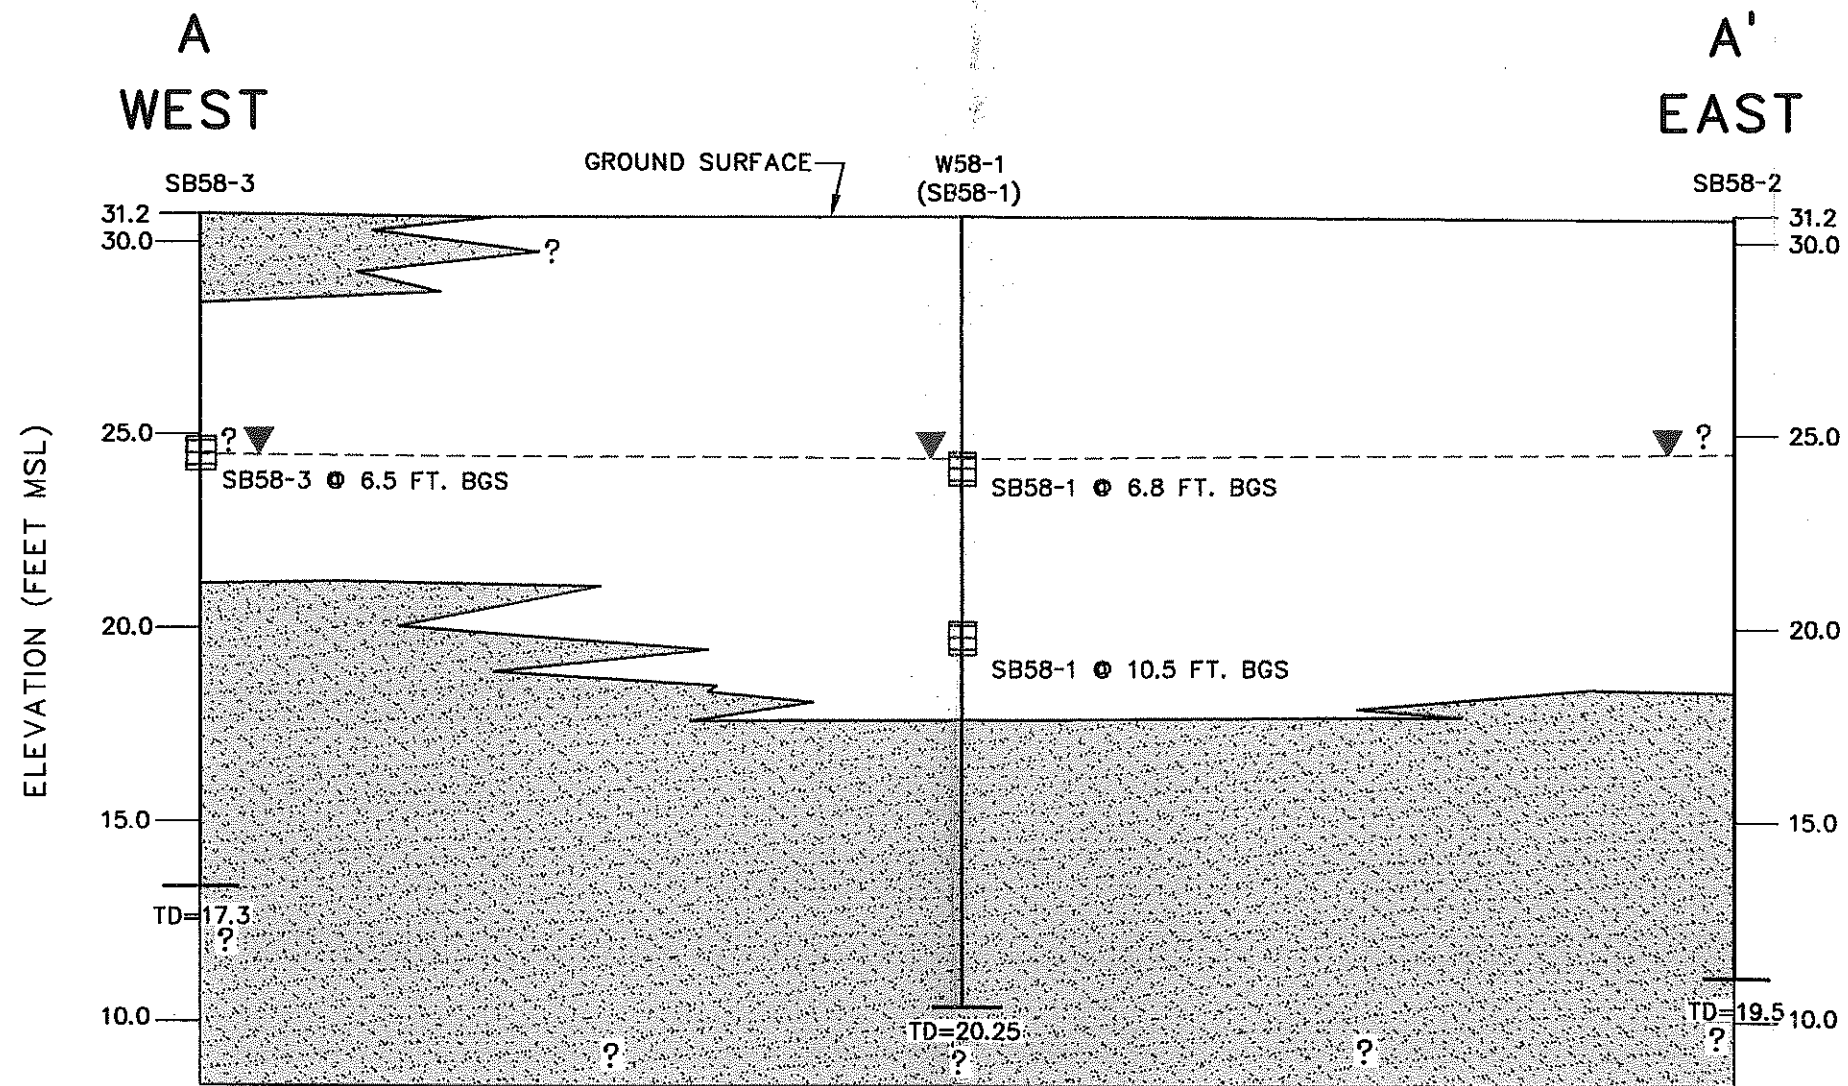 A
A'
WEST
EAST
GROUND SURFACE
W58-1
(SB58-1)
SB58-3
SB58-2
31.2
31.2
30.0
30.0
?
25.0
25.0
?
?
SB58-3 @ 6.5 FT. BGS
SB58-1 @ 6.8 FT. BGS
ELEVATION (FEET MSL)
20.0
20.0
SB58-1 @ 10.5 FT. BGS
15.0
15.0
TD=17.3
?
10.0
TD=20.25
TD=19.5
10.0
?
?
?
?